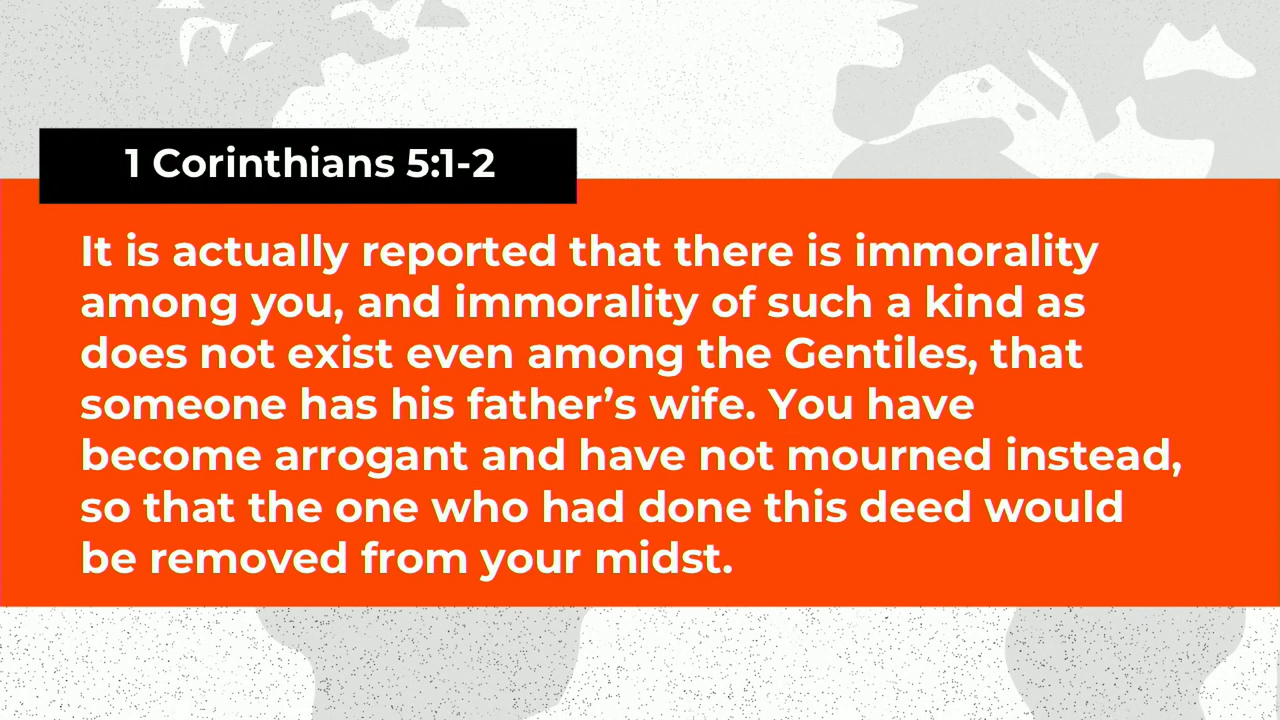 1 Corinthians 5:1-2
It is actually reported that there is immorality
among you, and immorality of such a kind as
does not exist even among the Gentiles, that
someone has his father’s wife. You have
become arrogant and have not mourned instead,
so that the one who had done this deed would
be removed from your midst.